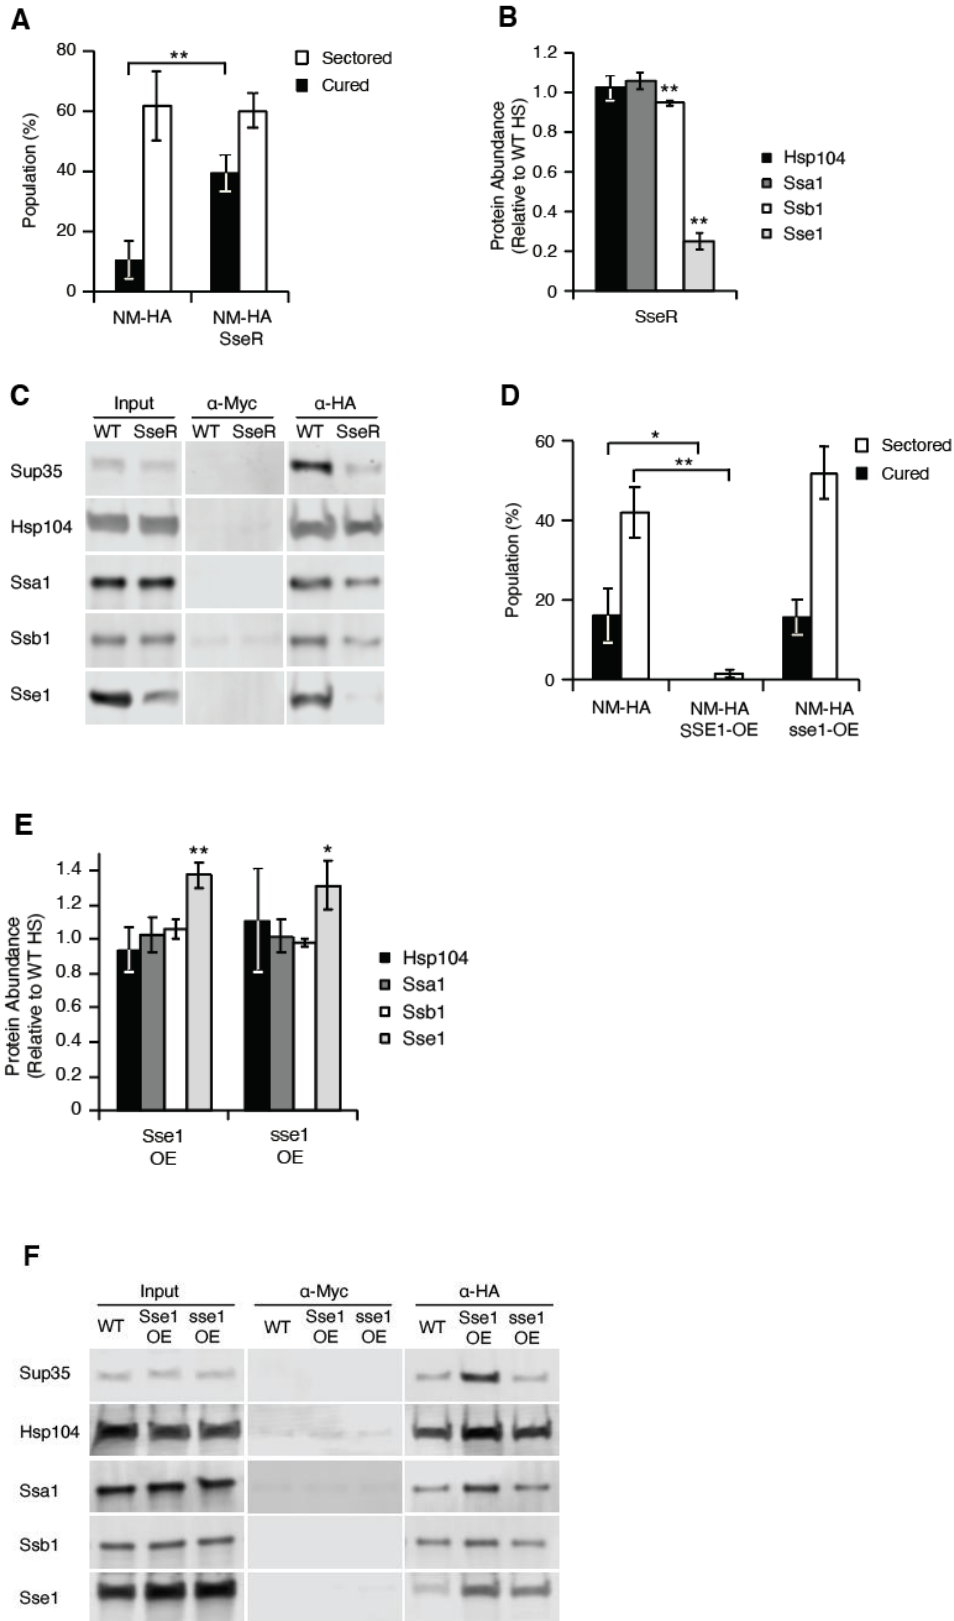 A
80
60
40
20
0
Population (%)
**
Sectored
Cured
NM-HA
NM-HA
SseR
B
1.2
1.0
0.8
0.6
0.4
0.2
0
Protein Abundance
(Relative to WT HS)
**
**
Hsp104
Ssa1
Ssb1
Sse1
SseR
C
Input
α-Myc
α-HA
WT SseR WT SseR WT SseR
Sup35
Hsp104
Ssa1
Ssb1
Sse1
D
60
40
20
0
Population (%)
*
**
Sectored
Cured
NM-HA
NM-HA
SSE1-OE
NM-HA
sse1-OE
E
1.4
1.2
1.0
0.8
0.6
0.4
0.2
0
Protein Abundance
(Relative to WT HS)
**
*
Hsp104
Ssa1
Ssb1
Sse1
Sse1
OE
sse1
OE
F
Input
α-Myc
α-HA
WT Sse1 OE sse1 OE
WT Sse1 OE sse1 OE
WT Sse1 OE sse1 OE
Sup35
Hsp104
Ssa1
Ssb1
Sse1